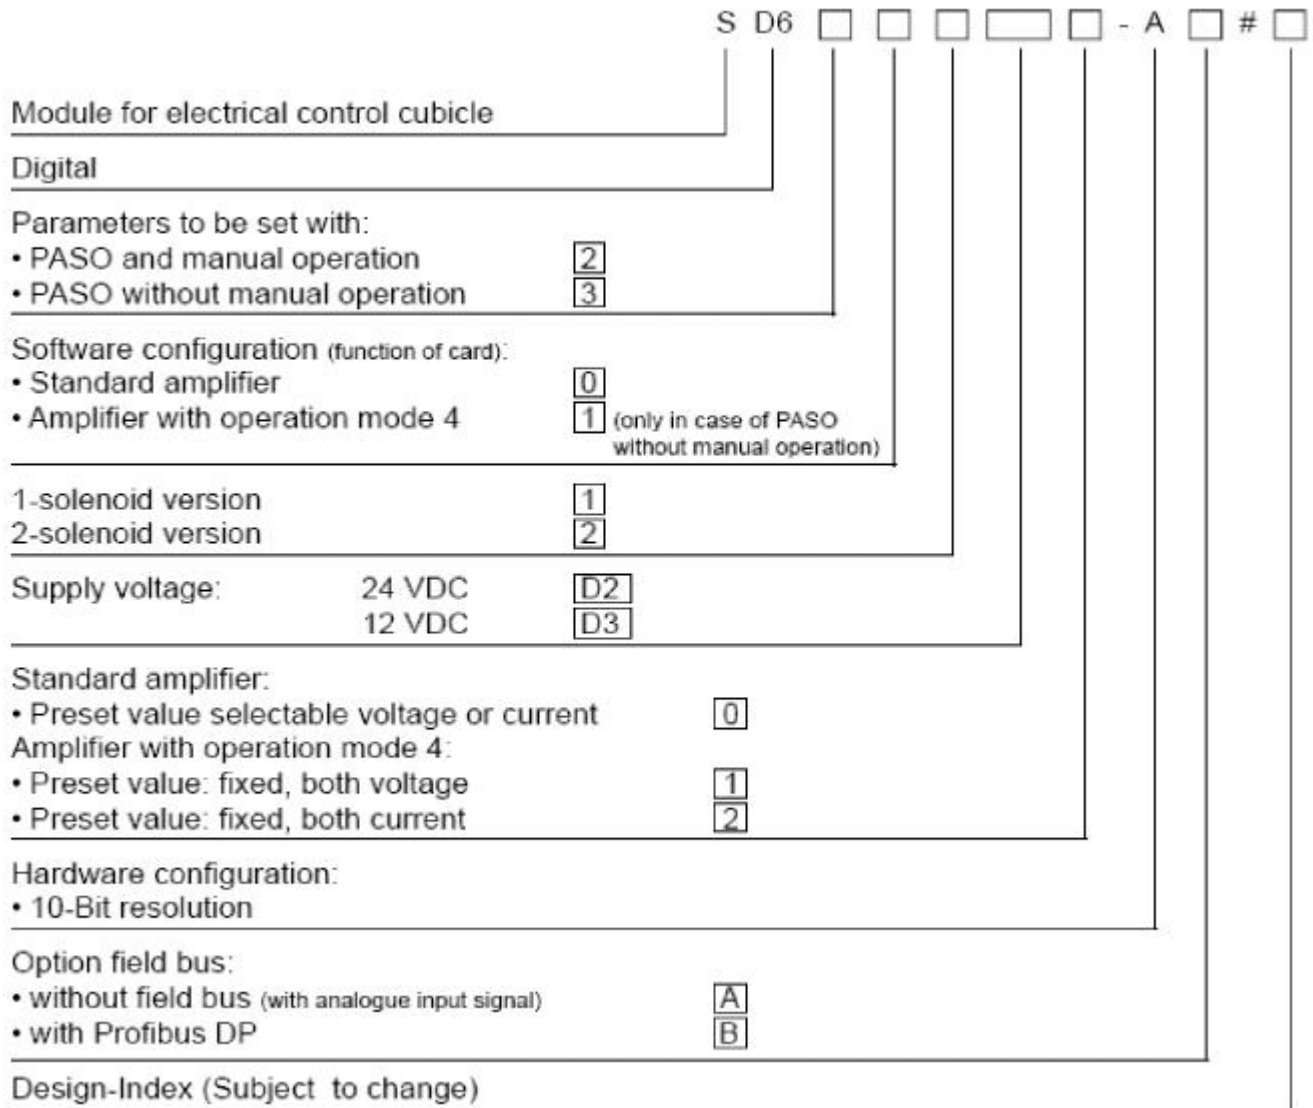 S D6 - A #
Module for electrical control cubicle
Digital
Parameters to be set with:
• PASO and manual operation 2
• PASO without manual operation 3
Software configuration (function of card):
• Standard amplifier 0
• Amplifier with operation mode 4 1 (only in case of PASO
without manual operation)
1-solenoid version 1
2-solenoid version 2
Supply voltage: 24 VDC D2
12 VDC D3
Standard amplifier:
• Preset value selectable voltage or current 0
Amplifier with operation mode 4:
• Preset value: fixed, both voltage 1
• Preset value: fixed, both current 2
Hardware configuration:
• 10-Bit resolution
Option field bus:
• without field bus (with analogue input signal) A
• with Profibus DP B
Design-Index (Subject to change)